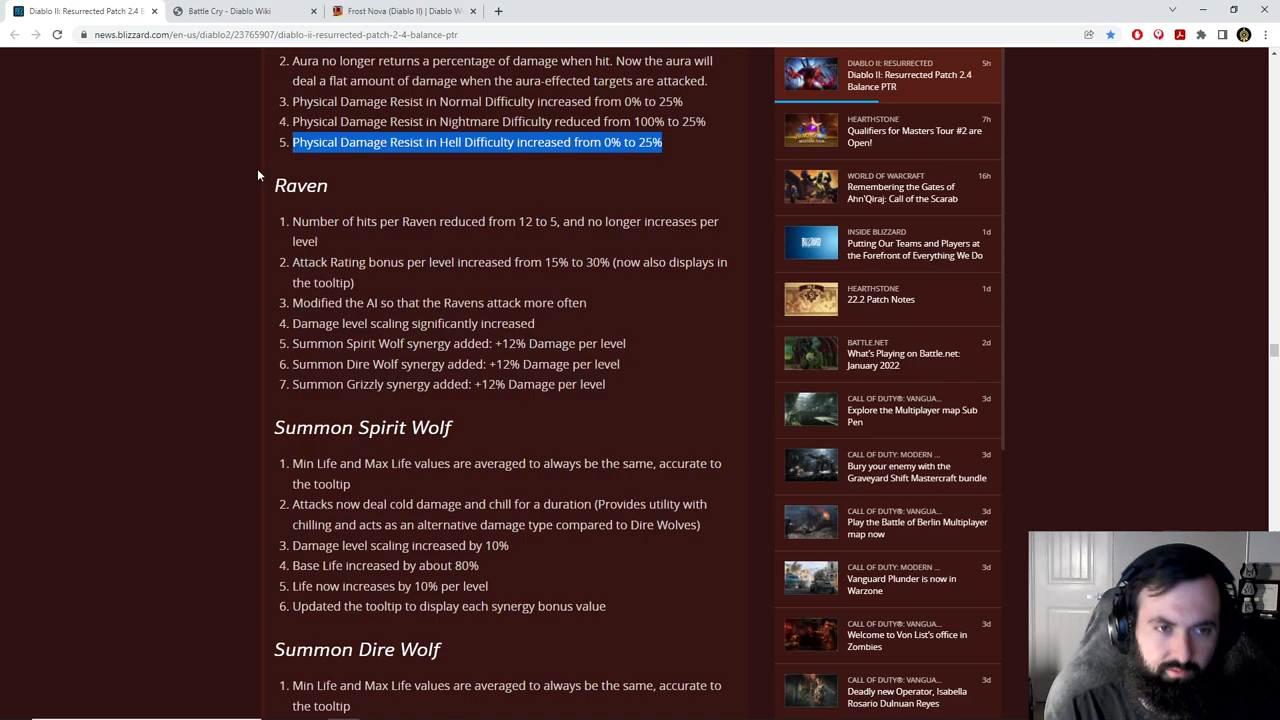 Diablo II: Resurrected Patch 2.4 B
Battle Cry - Diablo Wiki
Frost Nova (Diablo II) | Diablo W
news.blizzard.com/en-us/diablo2/23765907/diablo-ii-resurrected-patch-2-4-balance-ptr
2. Aura no longer returns a percentage of damage when hit. Now the aura will
deal a flat amount of damage when the aura-effected targets are attacked.
3. Physical Damage Resist in Normal Difficulty increased from 0% to 25%
4. Physical Damage Resist in Nightmare Difficulty reduced from 100% to 25%
5. Physical Damage Resist in Hell Difficulty increased from 0% to 25%
Raven
1. Number of hits per Raven reduced from 12 to 5, and no longer increases per
level
2. Attack Rating bonus per level increased from 15% to 30% (now also displays in
the tooltip)
3. Modified the AI so that the Ravens attack more often
4. Damage level scaling significantly increased
5. Summon Spirit Wolf synergy added: +12% Damage per level
6. Summon Dire Wolf synergy added: +12% Damage per level
7. Summon Grizzly synergy added: +12% Damage per level
Summon Spirit Wolf
1. Min Life and Max Life values are averaged to always be the same, accurate to
the tooltip
2. Attacks now deal cold damage and chill for a duration (Provides utility with
chilling and acts as an alternative damage type compared to Dire Wolves)
3. Damage level scaling increased by 10%
4. Base Life increased by about 80%
5. Life now increases by 10% per level
6. Updated the tooltip to display each synergy bonus value
Summon Dire Wolf
1. Min Life and Max Life values are averaged to always be the same, accurate to
the tooltip
DIABLO II: RESURRECTED 5h
Diablo II: Resurrected Patch 2.4
Balance PTR
HEARTHSTONE 7h
Qualifiers for Masters Tour #2 are
Open!
WORLD OF WARCRAFT 16h
Remembering the Gates of
Ahn'Qiraj: Call of the Scarab
INSIDE BLIZZARD 1d
Putting Our Teams and Players at
the Forefront of Everything We Do
HEARTHSTONE 1d
22.2 Patch Notes
BATTLE.NET 2d
What's Playing on Battle.net:
January 2022
CALL OF DUTY®: VANGUA... 3d
Explore the Multiplayer map Sub
Pen
CALL OF DUTY: MODERN ... 3d
Bury your enemy with the
Graveyard Shift Mastercraft bundle
CALL OF DUTY®: VANGUA... 3d
Play the Battle of Berlin Multiplayer
map now
CALL OF DUTY: MODERN ... 3d
Vanguard Plunder is now in
Warzone
CALL OF DUTY®: VANGUA... 3d
Welcome to Von List's office in
Zombies
CALL OF DUTY®: VANGUA... 3d
Deadly new Operator, Isabella
Rosario Dulnuan Reyes